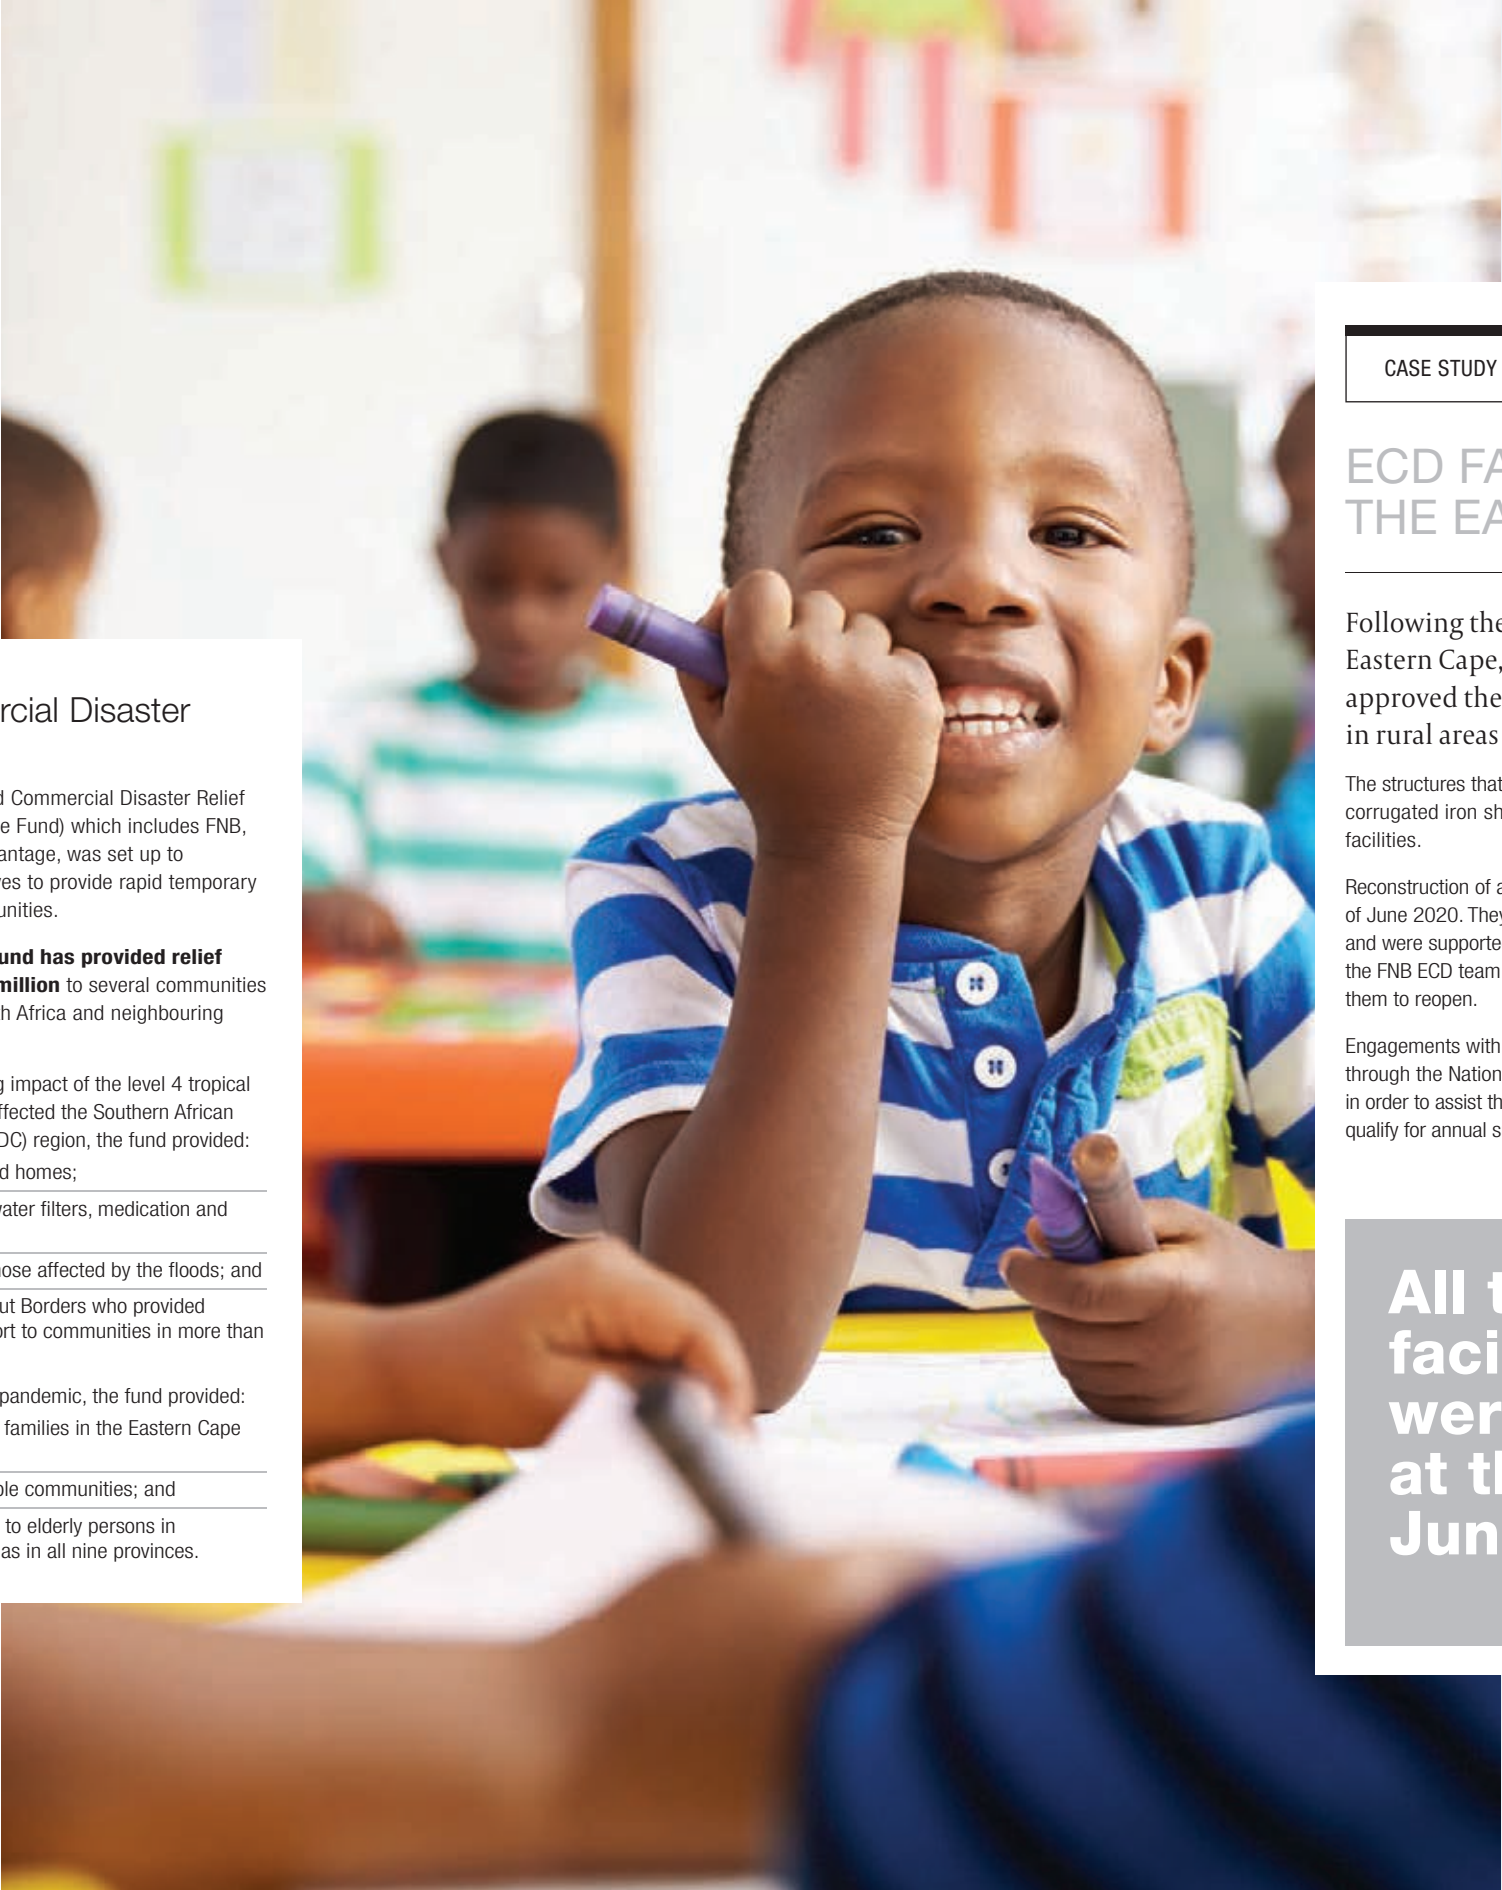 rcial Disaster
d Commercial Disaster Relief
e Fund) which includes FNB,
antage, was set up to
es to provide rapid temporary
unities.
und has provided relief
million to several communities
h Africa and neighbouring
g impact of the level 4 tropical
ffected the Southern African
DC) region, the fund provided:
d homes;
ater filters, medication and
ose affected by the floods; and
ut Borders who provided
ort to communities in more than
pandemic, the fund provided:
families in the Eastern Cape
ble communities; and
to elderly persons in
as in all nine provinces.
CASE STUDY
ECD FA
THE EA
Following the
Eastern Cape,
approved the
in rural areas
The structures that
corrugated iron sh
facilities.
Reconstruction of a
of June 2020. They
and were supporte
the FNB ECD team
them to reopen.
Engagements with
through the Nation
in order to assist th
qualify for annual s
All t
faci
wer
at th
Jun